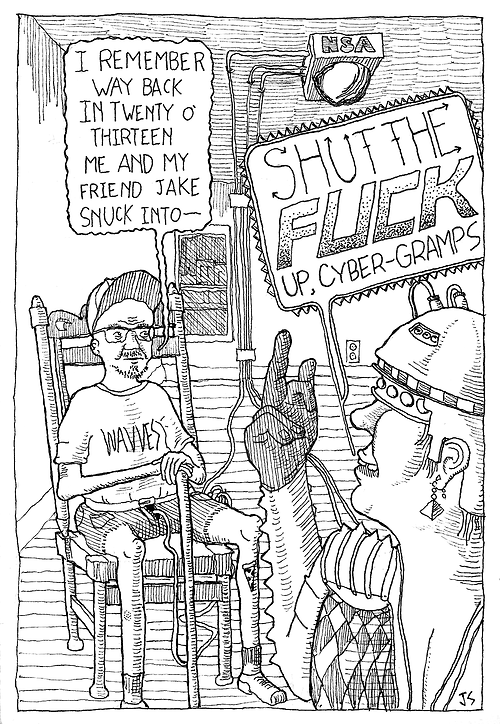 I REMEMBER
WAY BACK
IN TWENTY O'
THIRTEEN
ME AND MY
FRIEND JAKE
SNUCK INTO—
NSA
SHUT THE
FUCK
UP, CYBER-GRAMPS
WAVVES
JS